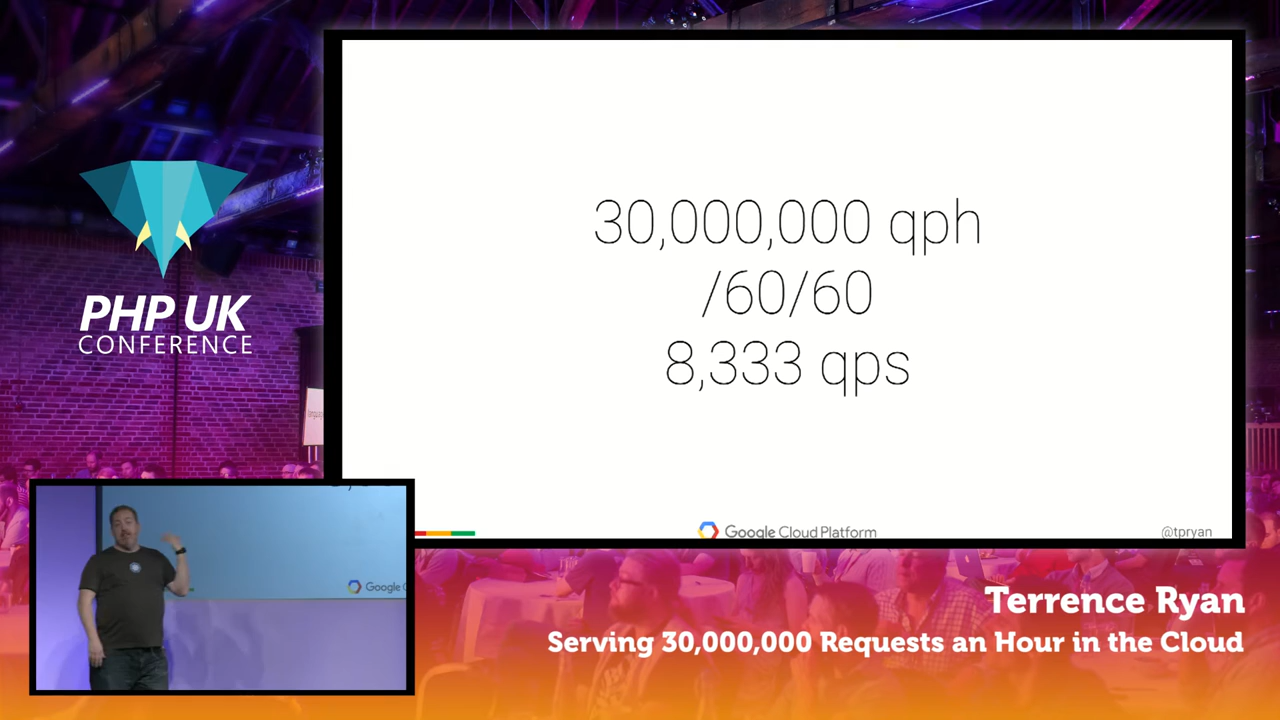 30,000,000 qph
/60/60
8,333 qps
PHP UK
CONFERENCE
Google Cloud Platform
@tpryan
Google
Terrence Ryan
Serving 30,000,000 Requests an Hour in the Cloud